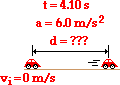 t = 4.10 s
a = 6.0 m/s²
d = ???
vᵢ = 0 m/s